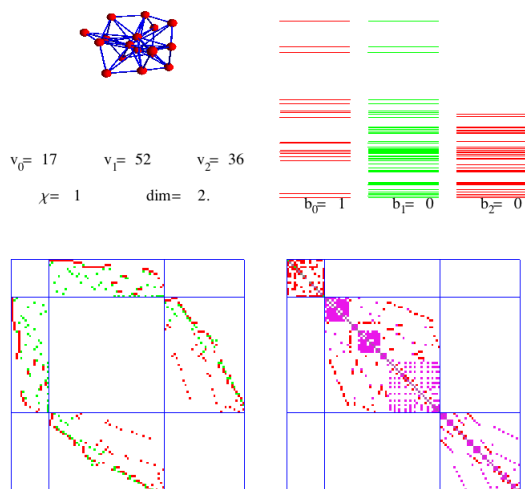 v0= 17 v1= 52 v2= 36
χ= 1 dim= 2.
b0= 1 b1= 0 b2= 0